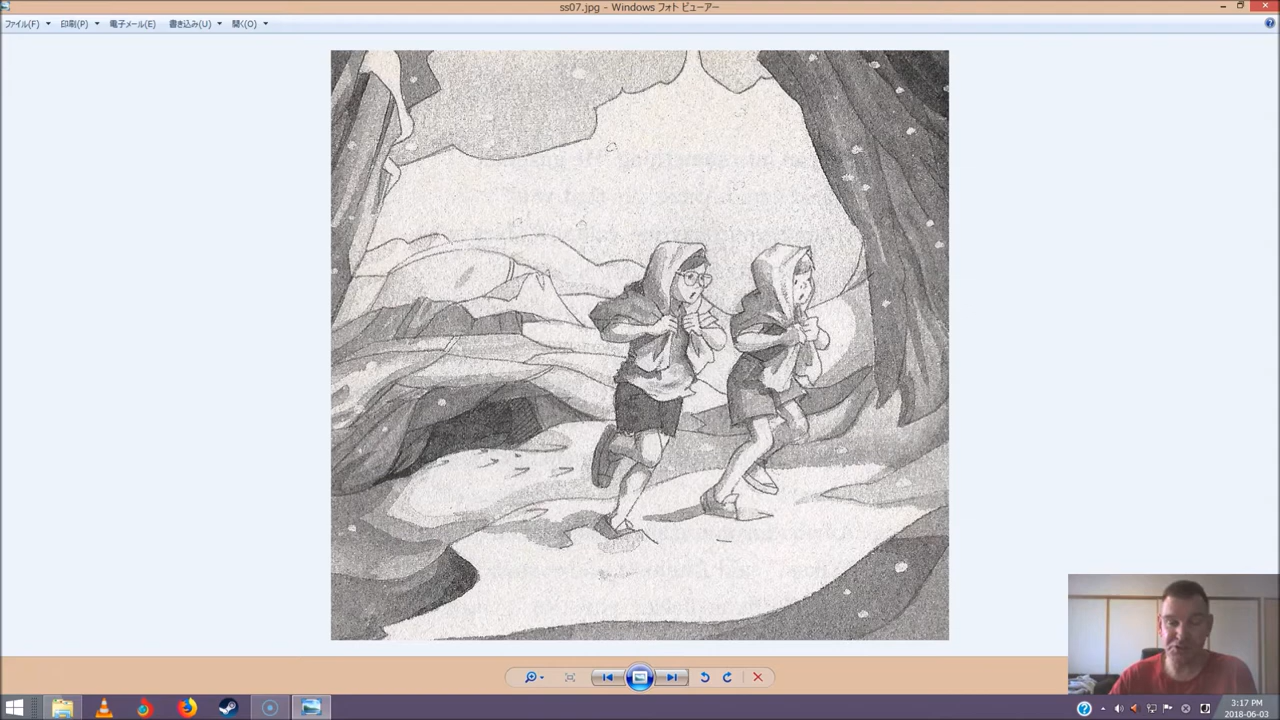 ss07.jpg - Windows フォト ビューアー
ファイル(F) 印刷(P) 電子メール(E) 書き込み(U) 開く(O)
3:17 PM
2018-06-03